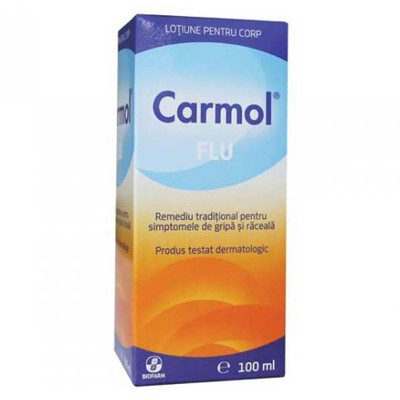 LOȚIUNE PENTRU CORP
Carmol®
FLU
Remediu tradițional pentru
simptomele de gripă și răceală
Produs testat dermatologic
BIOFARM
100 ml